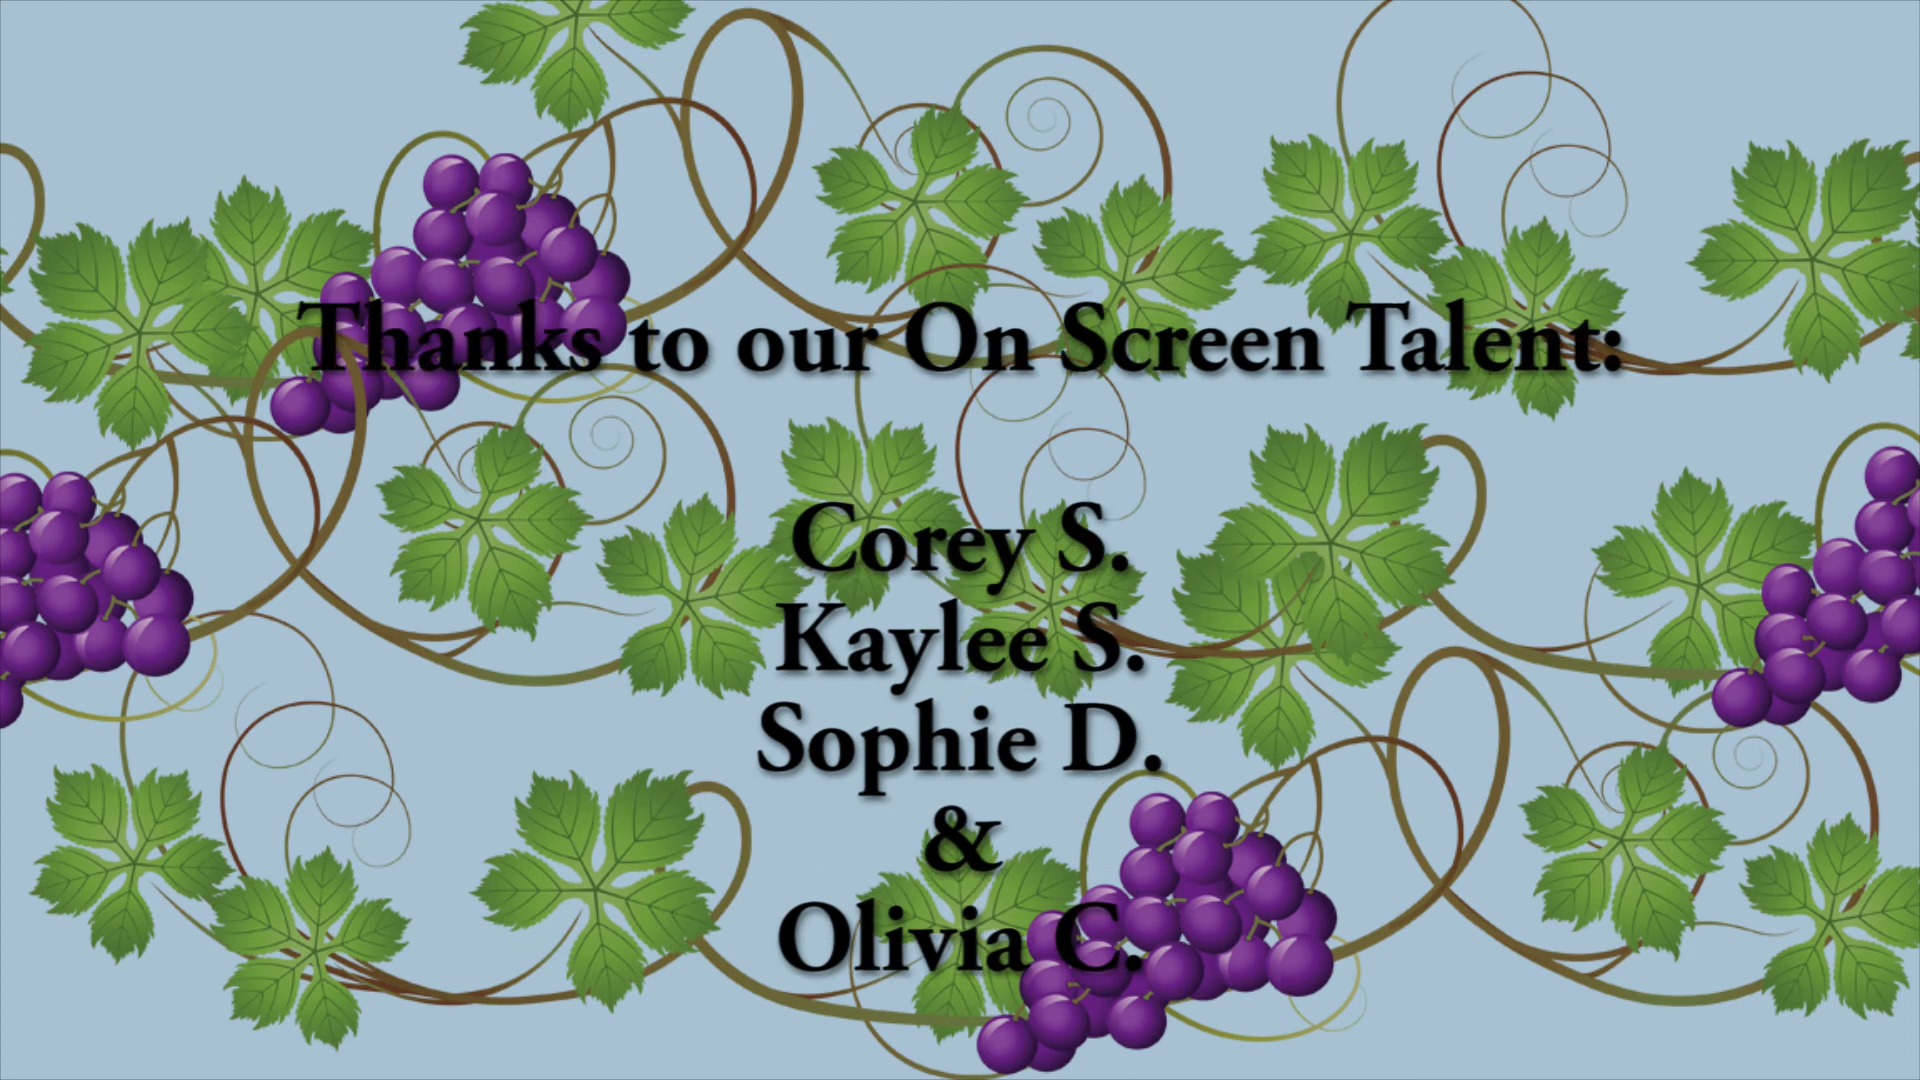 Thanks to our On Screen Talent:
Corey S.
Kaylee S.
Sophie D.
&
Olivia C.